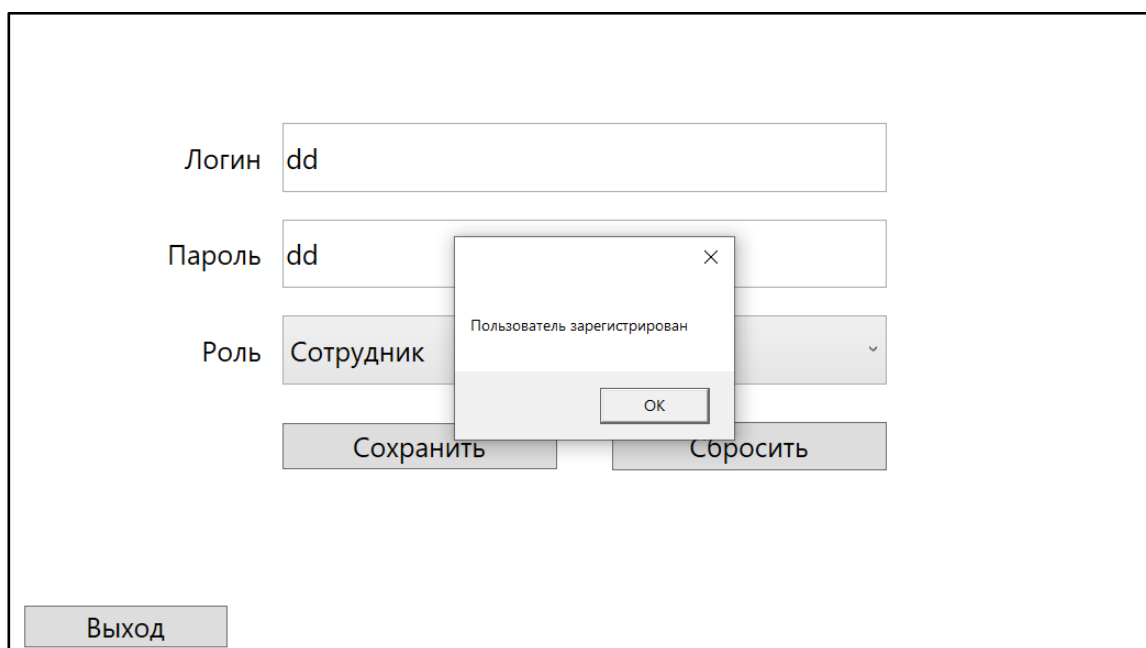 Логин dd
Пароль dd
Пользователь зарегистрирован
Роль Сотрудник
OK
Сохранить Сбросить
Выход